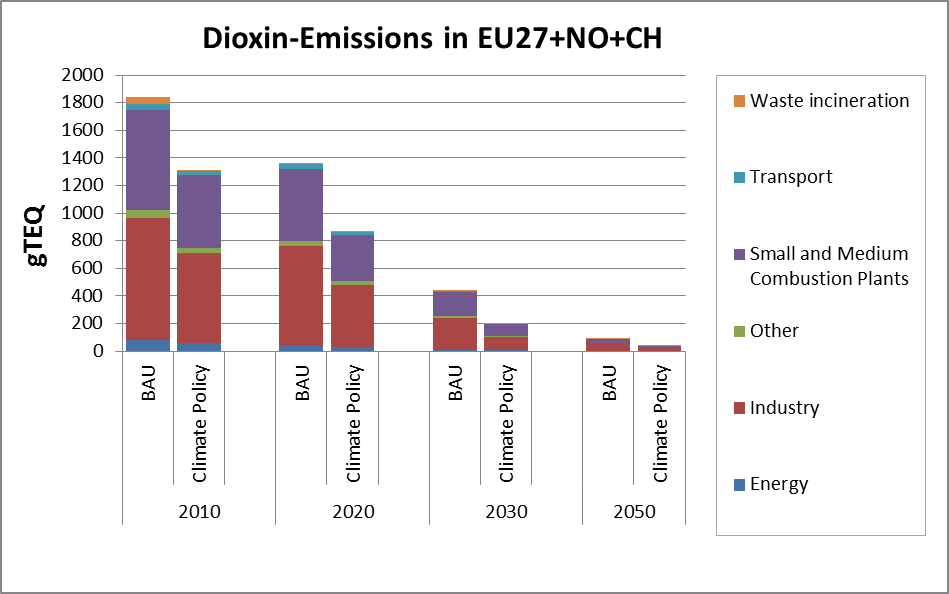 Dioxin-Emissions in EU27+NO+CH
gTEQ
2000
1800
1600
1400
1200
1000
800
600
400
200
0
BAU
Climate Policy
BAU
Climate Policy
BAU
Climate Policy
BAU
Climate Policy
2010
2020
2030
2050
Waste incineration
Transport
Small and Medium
Combustion Plants
Other
Industry
Energy